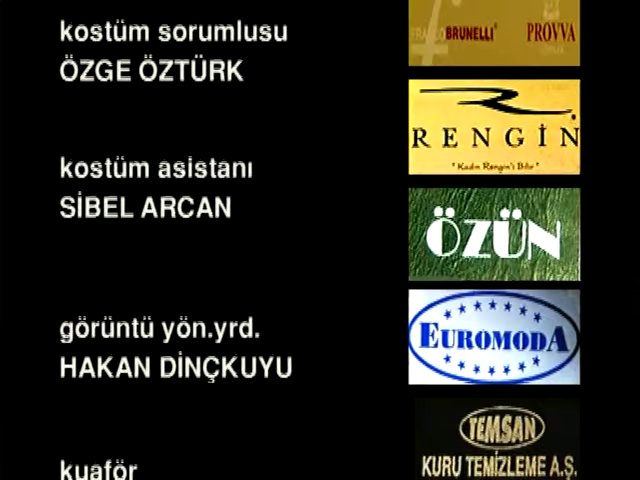 kostüm sorumlusu
ÖZGE ÖZTÜRK
kostüm asistanı
SİBEL ARCAN
görüntü yön.yrd.
HAKAN DİNÇKUYU
kuaför
BRUNELLI
PROVVA
RENGİN
"Kadın Rengin'i Bilir"
ÖZÜN
EUROMODA
TEMSAN
KURU TEMİZLEME A.Ş.